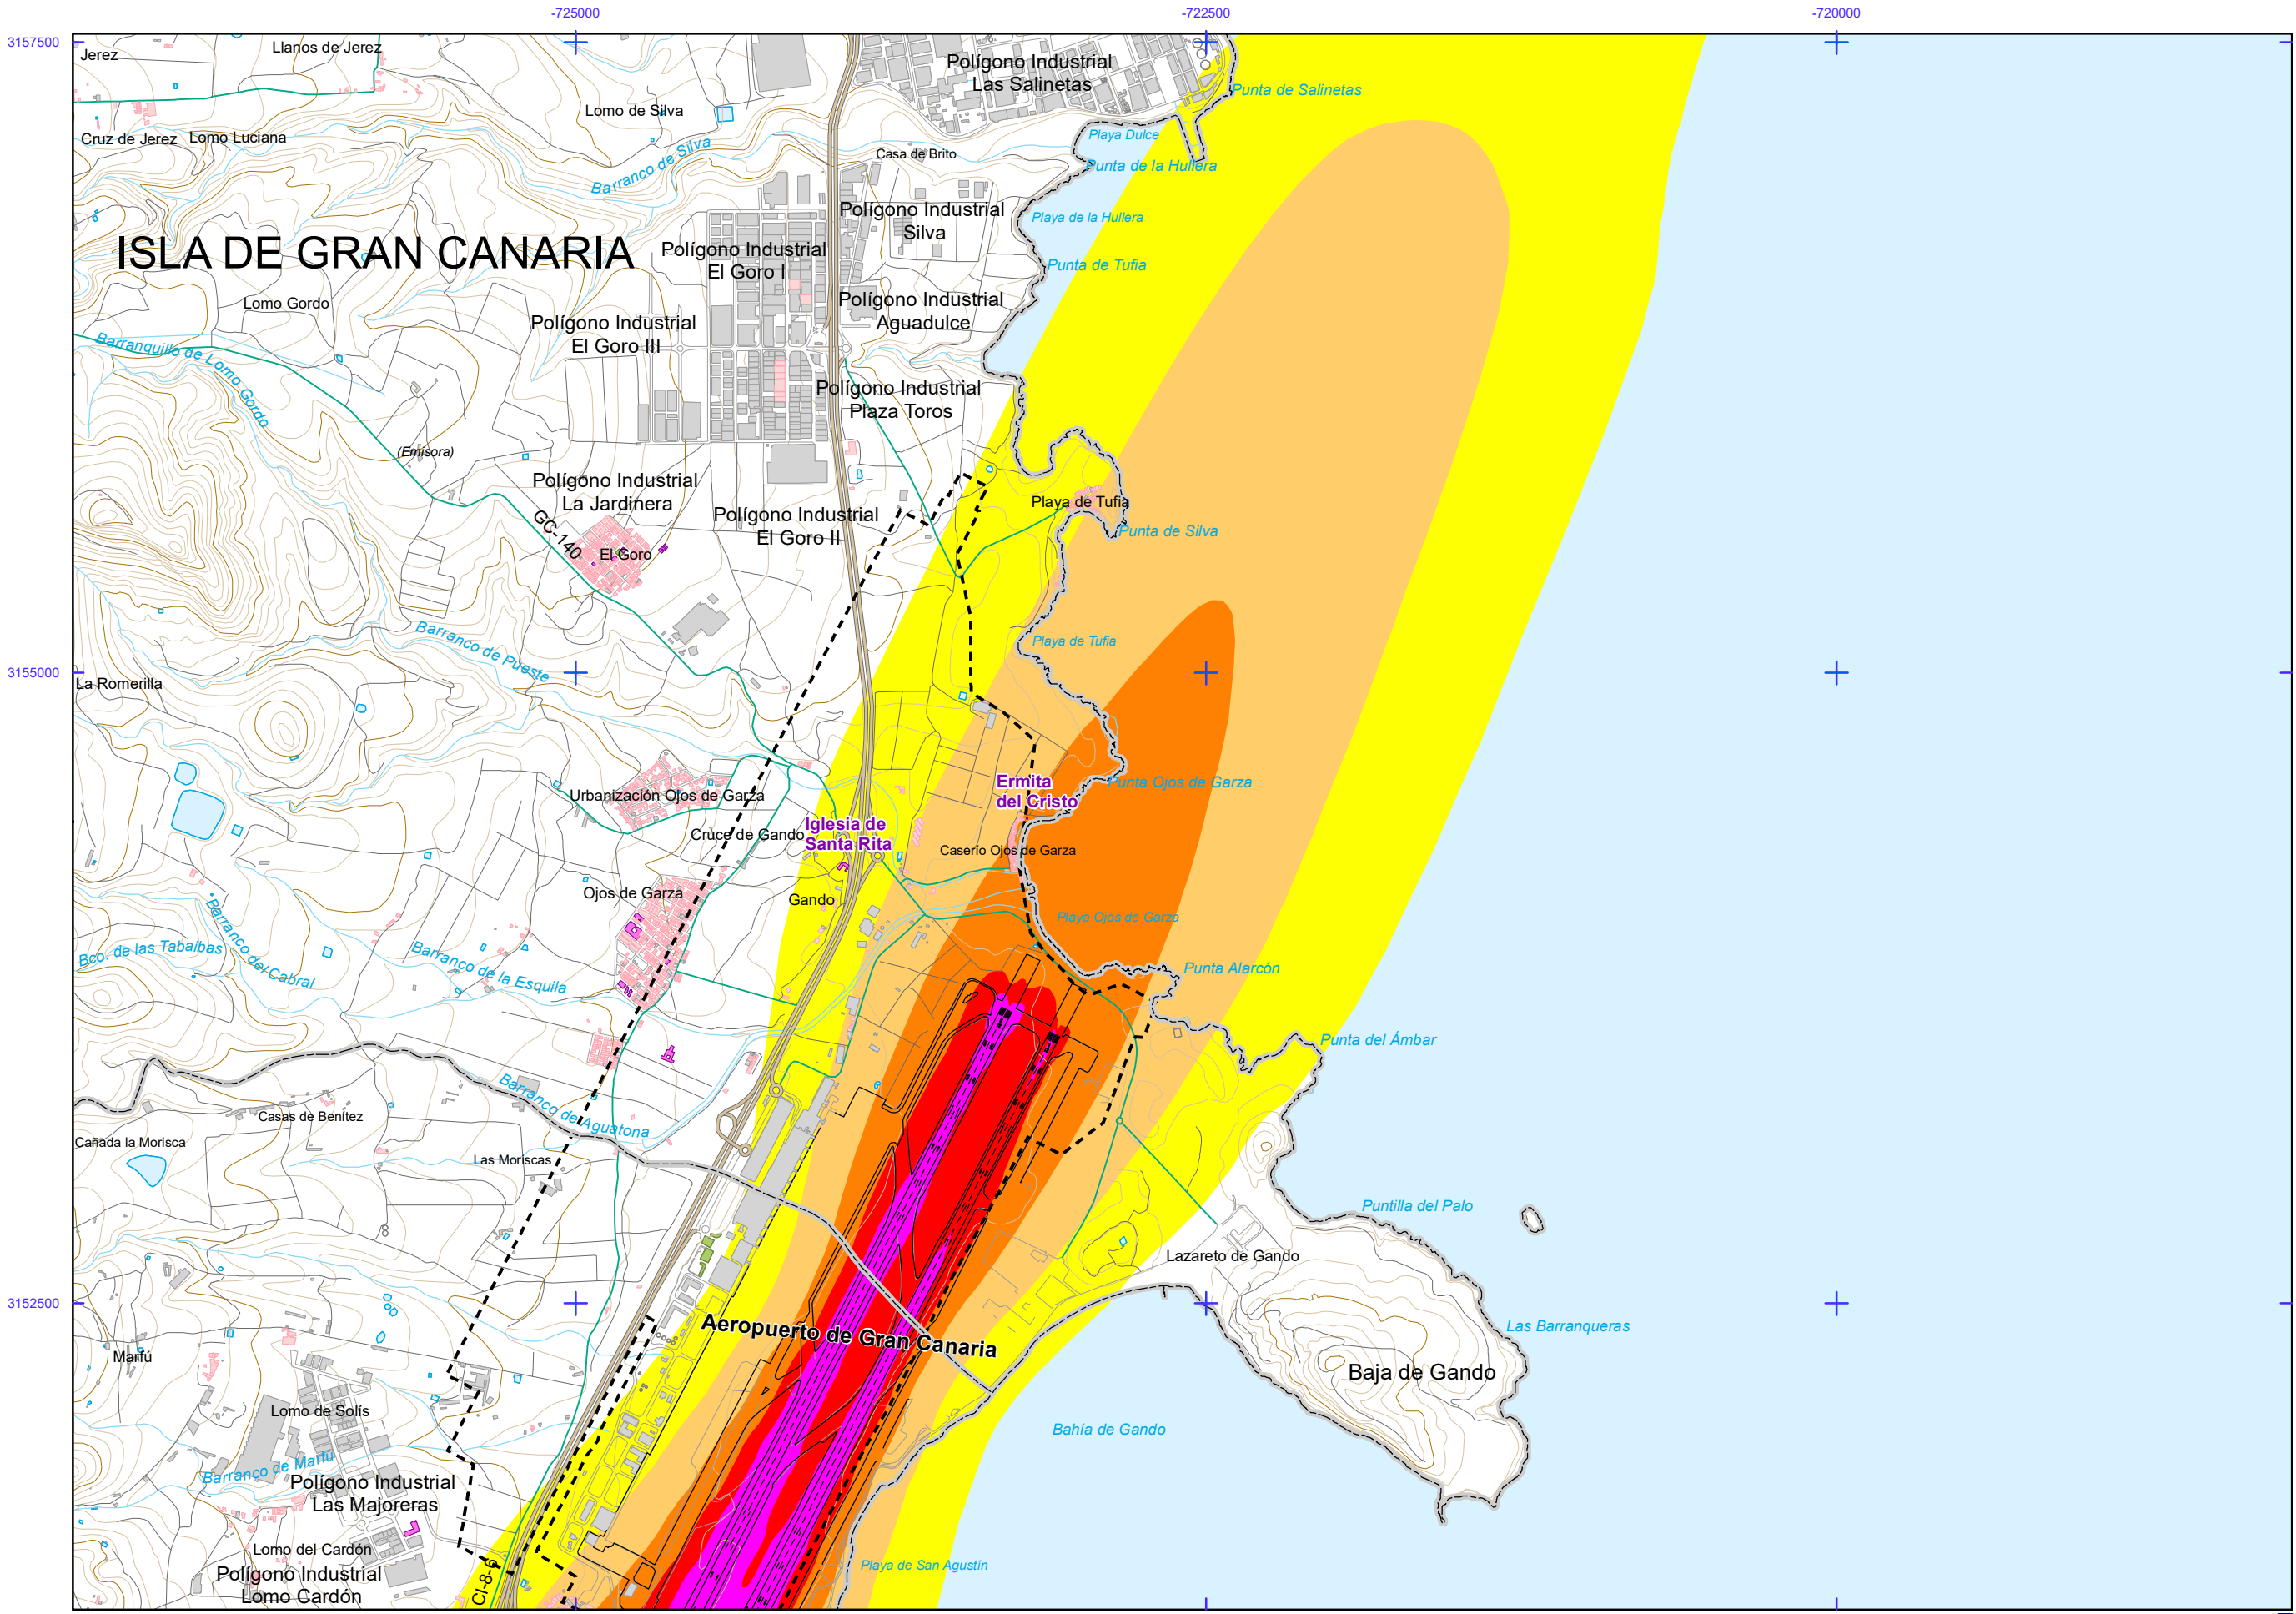 -725000
-722500
-720000
3157500
Jerez
Llanos de Jerez
Polígono Industrial
Las Salinetas
Punta de Salinetas
Lomo de Silva
Cruz de Jerez
Lomo Luciana
Playa Dulce
Casa de Brito
Punta de la Hullera
Barranco de Silva
Polígono Industrial
Silva
Playa de la Hullera
ISLA DE GRAN CANARIA
Polígono Industrial
El Goro I
Punta de Tufia
Lomo Gordo
Polígono Industrial
Aguadulce
Polígono Industrial
El Goro III
Barranquillo de Lomo Gordo
Polígono Industrial
Plaza Toros
(Emisora)
Polígono Industrial
La Jardinera
Playa de Tufia
Polígono Industrial
El Goro II
GC-140
Punta de Silva
El Goro
Barranco de Pueste
Playa de Tufia
3155000
La Romerilla
Ermita
del Cristo
Punta Ojos de Garza
Urbanización Ojos de Garza
Iglesia de
Santa Rita
Cruce de Gando
Caserío Ojos de Garza
Ojos de Garza
Gando
Playa Ojos de Garza
Barranco del Cabral
Bco. de las Tabaibas
Barranco de la Esquila
Punta Alarcón
Punta del Ámbar
Barranco de Aguatona
Casas de Benítez
Cañada la Morisca
Las Moriscas
Puntilla del Palo
Lazareto de Gando
3152500
Aeropuerto de Gran Canaria
Las Barranqueras
Marfú
Baja de Gando
Lomo de Solís
Bahía de Gando
Barranco de Marfú
Polígono Industrial
Las Majoreras
Lomo del Cardón
Playa de San Agustín
Polígono Industrial
Lomo Cardón
CI-8-6